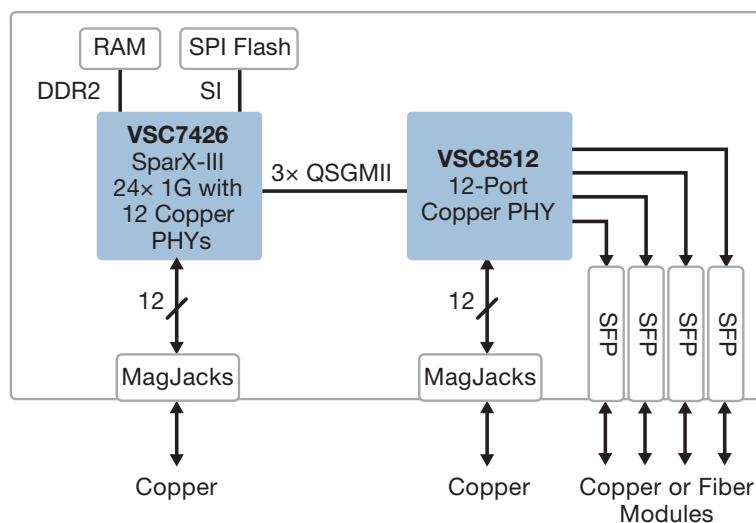 RAM
SPI Flash
DDR2
SI
VSC7426
SparX-III
24× 1G with
12 Copper
PHYs
3× QSGMII
VSC8512
12-Port
Copper PHY
12
12
SFP
SFP
SFP
SFP
MagJacks
MagJacks
Copper
Copper
Copper or Fiber
Modules